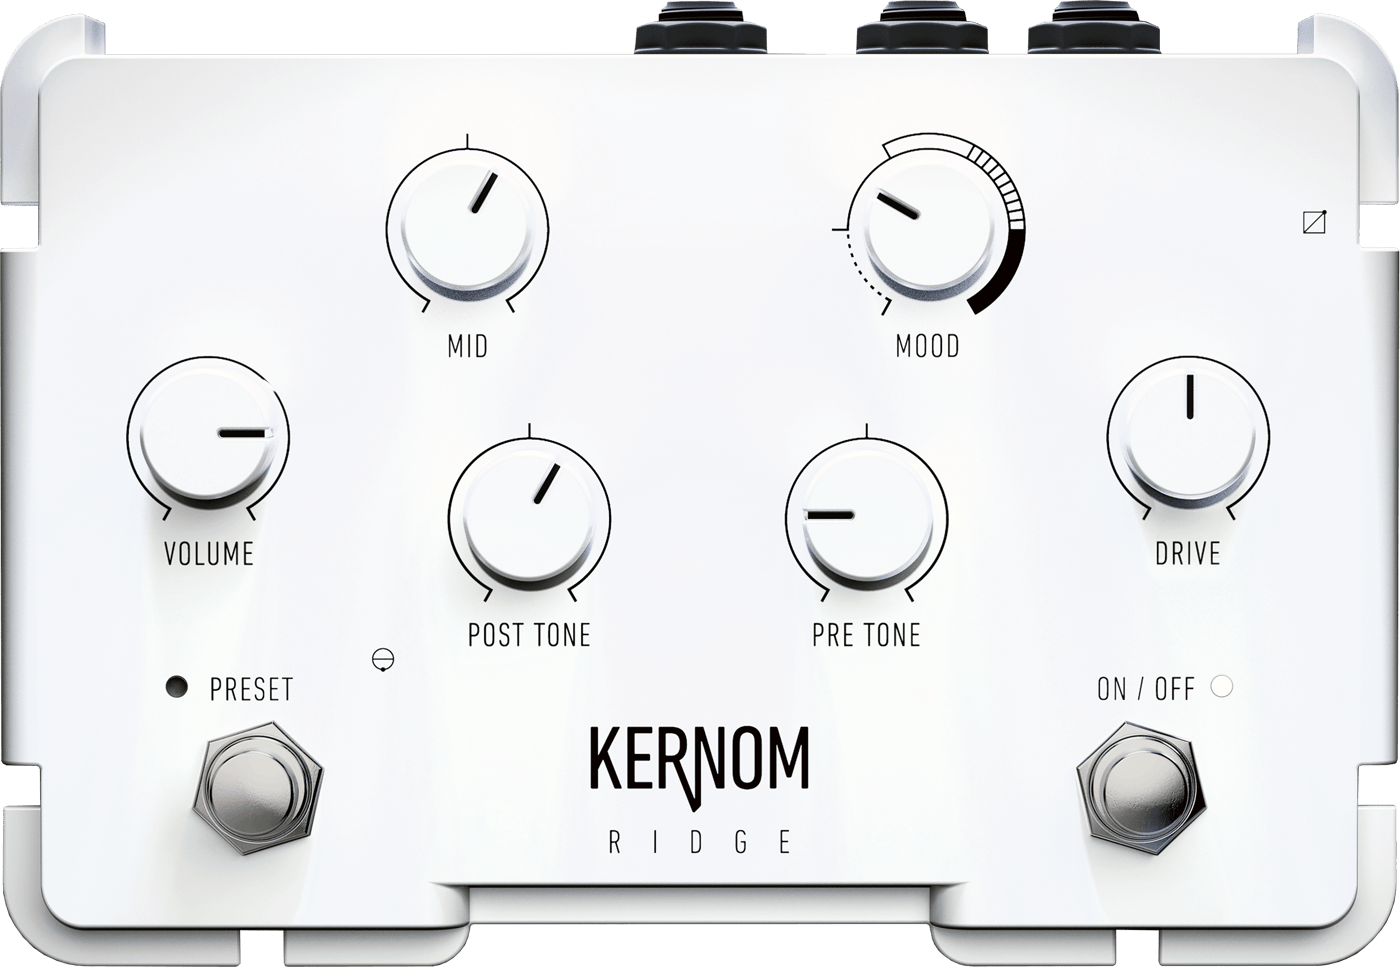 MID
MOOD
VOLUME
DRIVE
POST TONE
PRE TONE
PRESET
ON / OFF
KERNOM
RIDGE